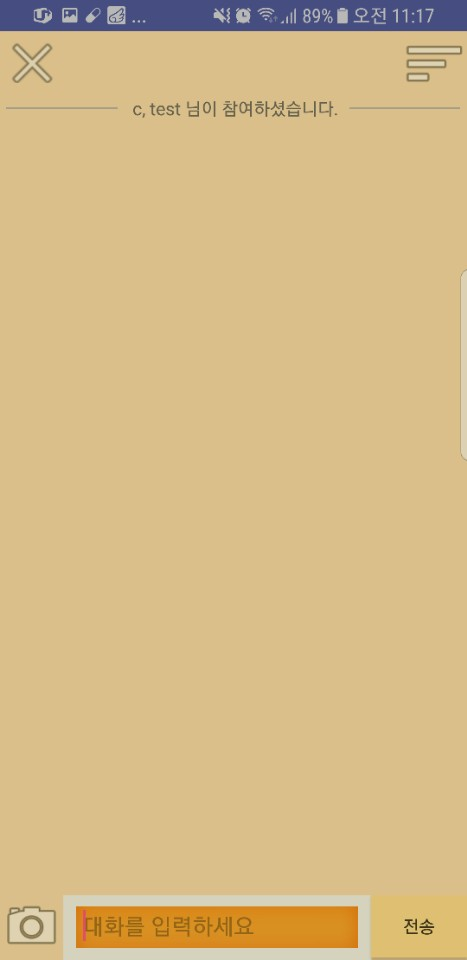 ... 89% 오전 11:17
c, test 님이 참여하셨습니다.
대화를 입력하세요
전송